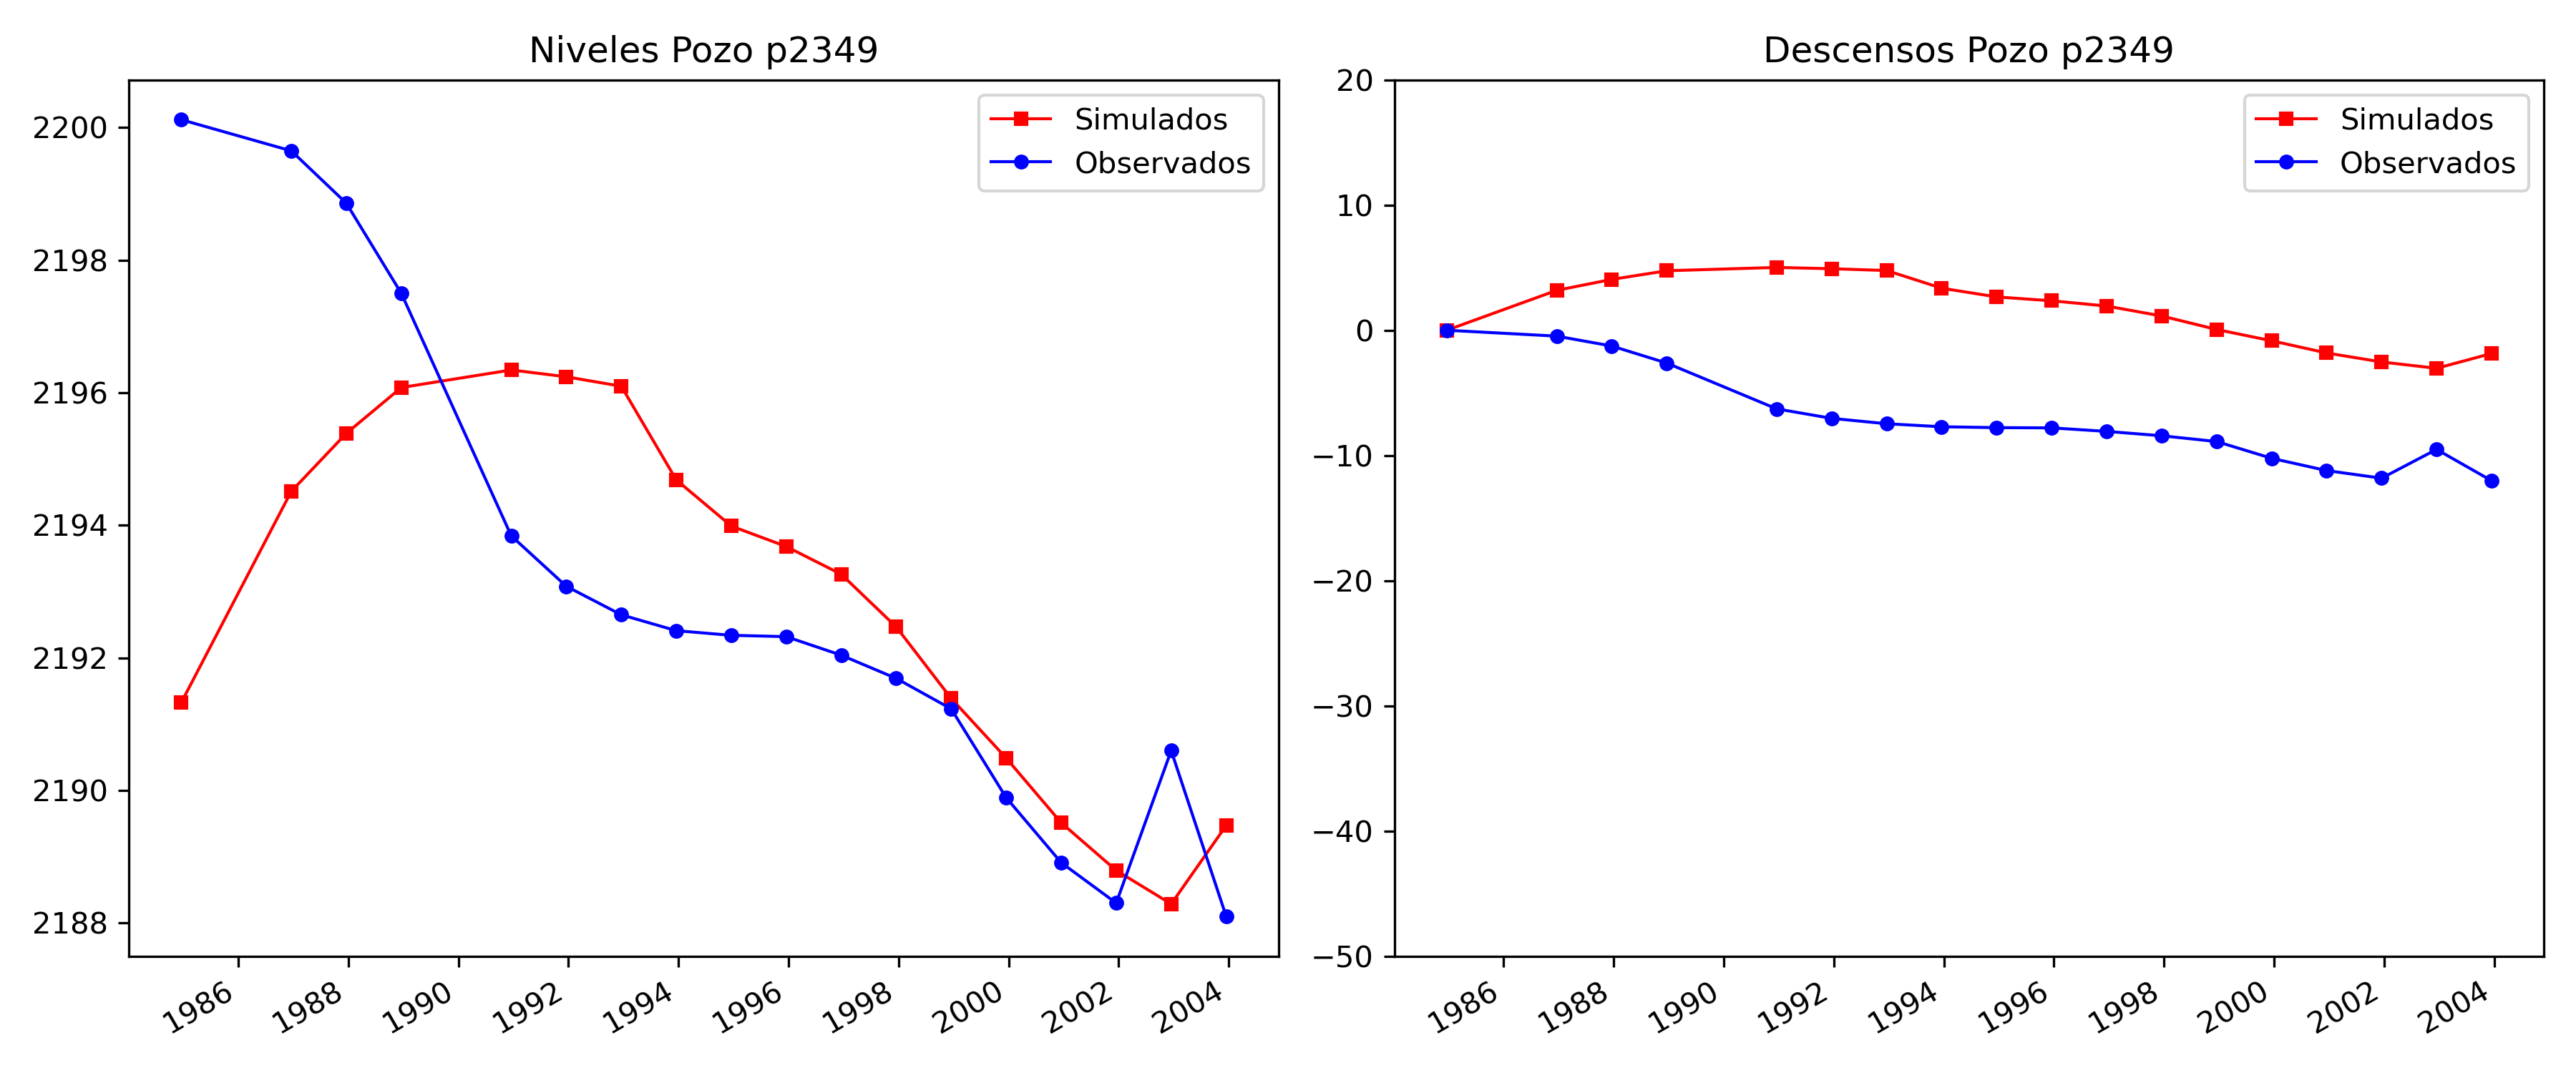 Niveles Pozo p2349
Simulados
Observados
2200
2198
2196
2194
2192
2190
2188
1986 1988 1990 1992 1994 1996 1998 2000 2002 2004
Descensos Pozo p2349
Simulados
Observados
20
10
0
−10
−20
−30
−40
−50
1986 1988 1990 1992 1994 1996 1998 2000 2002 2004